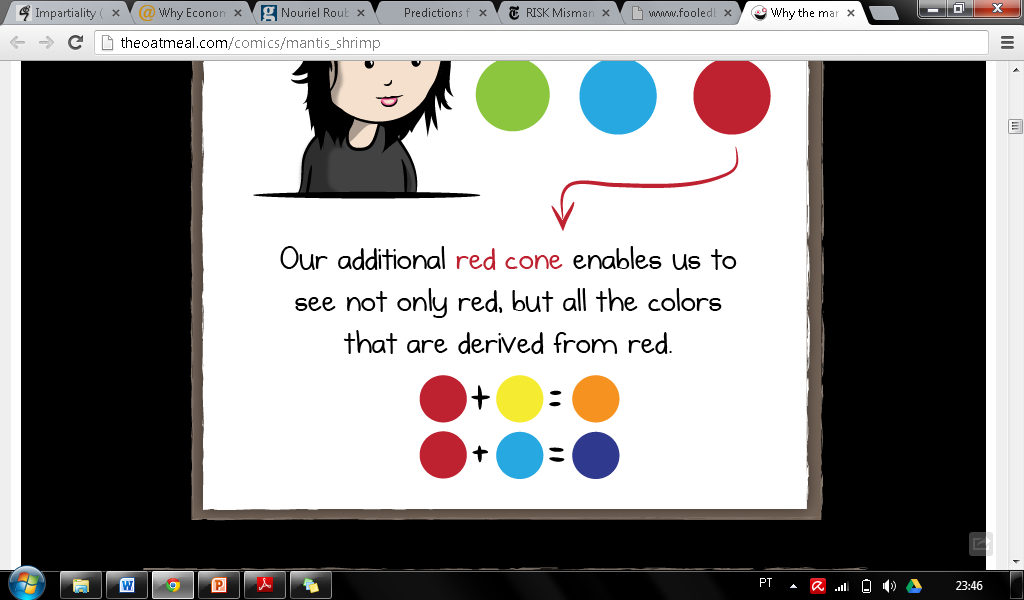 Impartiality (
Why Econom
Nouriel Roub
Predictions f
RISK Misman
www.fooledl
Why the mar
theoatmeal.com/comics/mantis_shrimp
Our additional red cone enables us to
see not only red, but all the colors
that are derived from red.
+ =
+ =
PT
23:46